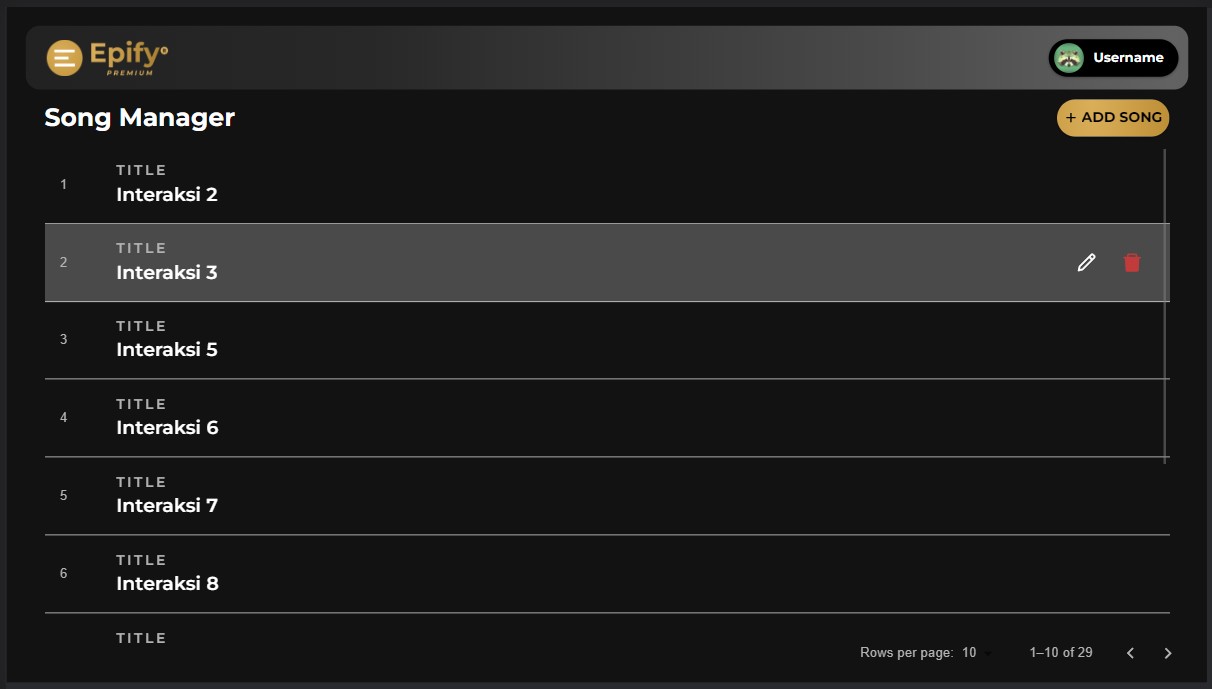 Epify
PREMIUM
Username
Song Manager
+ ADD SONG
1
TITLE
Interaksi 2
2
TITLE
Interaksi 3
3
TITLE
Interaksi 5
4
TITLE
Interaksi 6
5
TITLE
Interaksi 7
6
TITLE
Interaksi 8
TITLE
Rows per page: 10
1–10 of 29